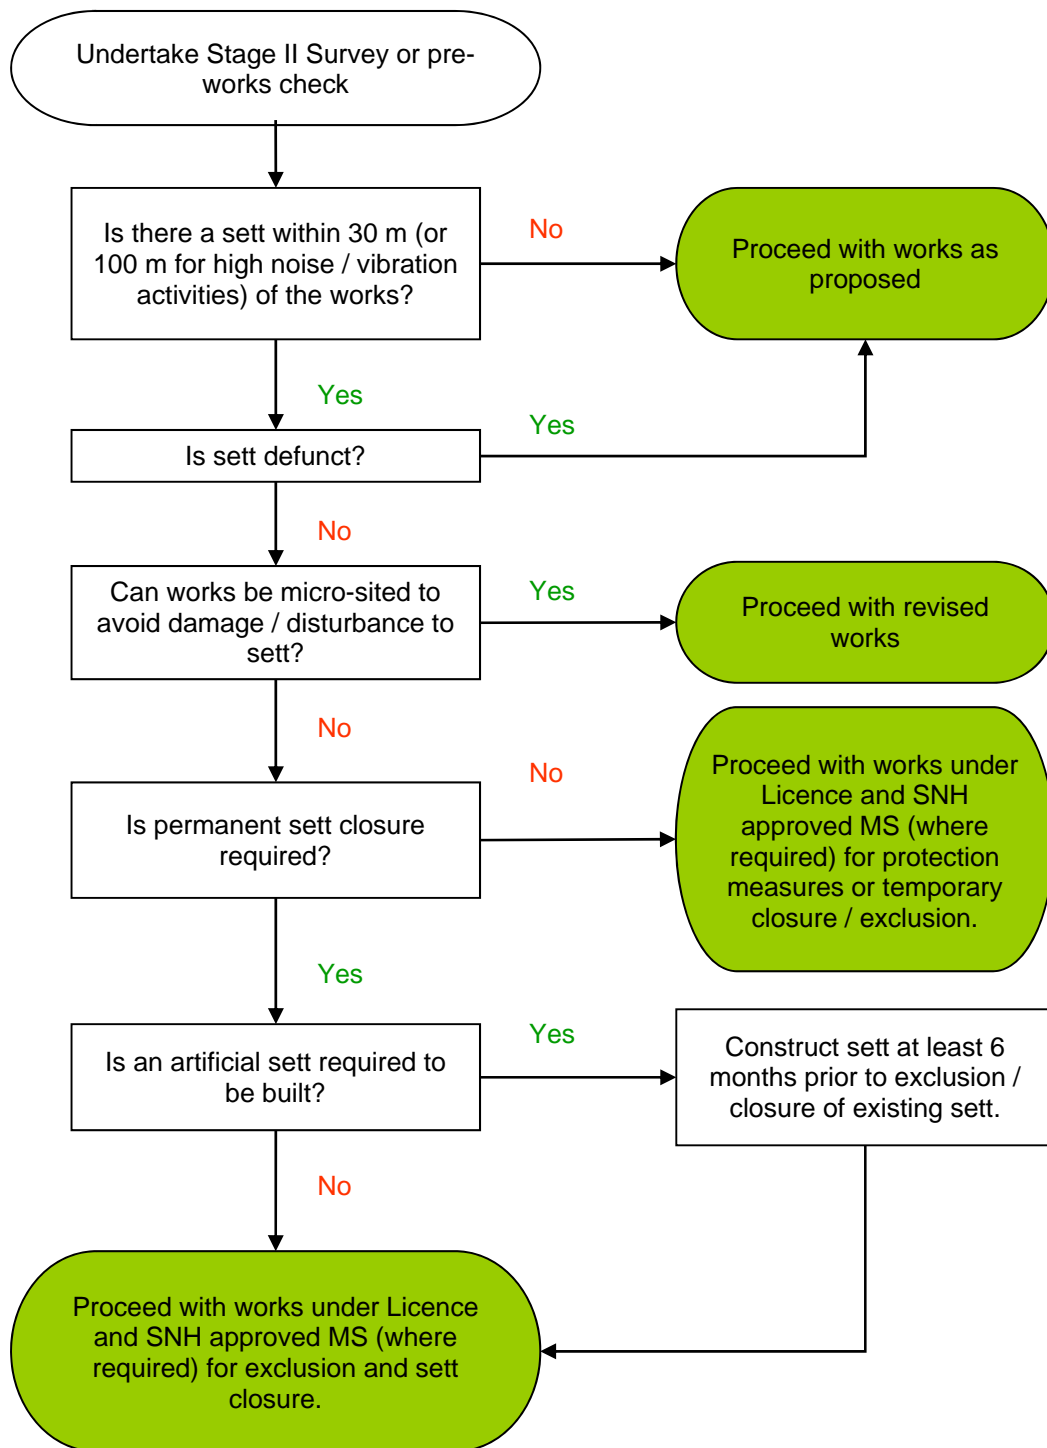 Undertake Stage II Survey or pre-
works check
Is there a sett within 30 m (or
100 m for high noise / vibration
activities) of the works?
No
Proceed with works as
proposed
Yes
Is sett defunct?
Yes
No
Can works be micro-sited to
avoid damage / disturbance to
sett?
Yes
Proceed with revised
works
No
Is permanent sett closure
required?
No
Proceed with works under
Licence and SNH
approved MS (where
required) for protection
measures or temporary
closure / exclusion.
Yes
Is an artificial sett required to
be built?
Yes
Construct sett at least 6
months prior to exclusion /
closure of existing sett.
No
Proceed with works under Licence
and SNH approved MS (where
required) for exclusion and sett
closure.